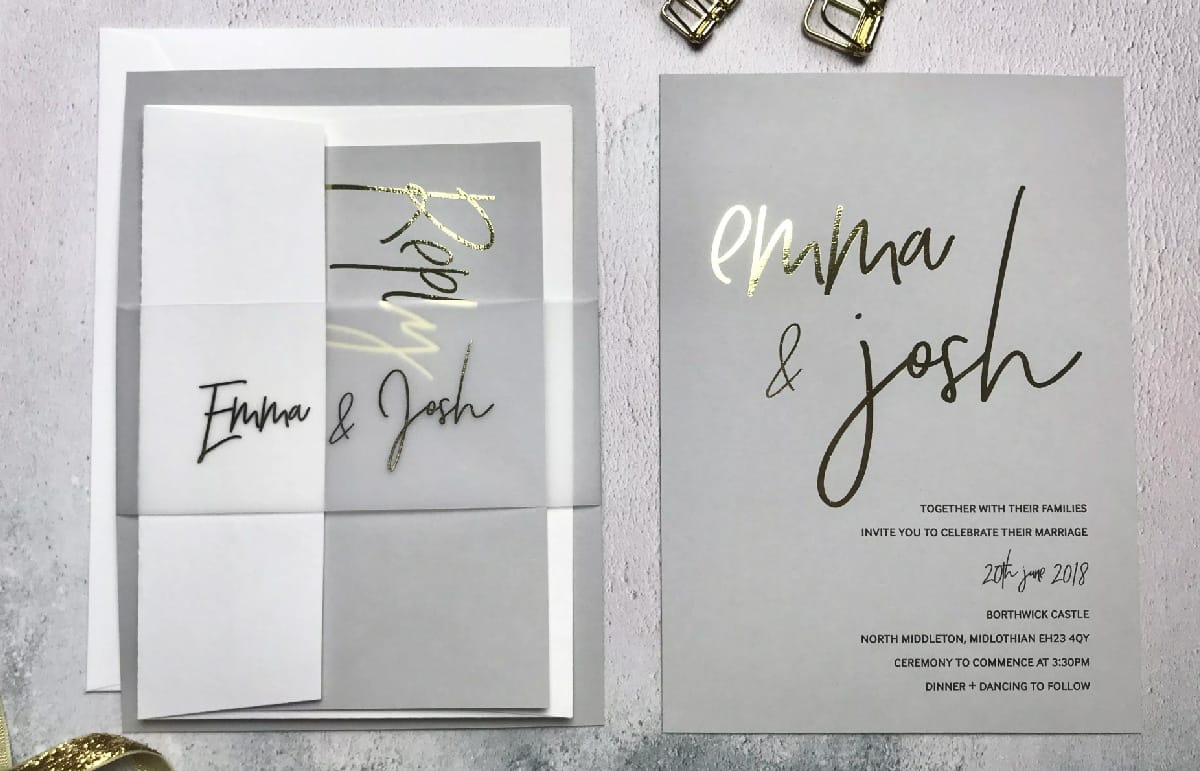 Reply
Emma & Josh
emma
& josh
TOGETHER WITH THEIR FAMILIES
INVITE YOU TO CELEBRATE THEIR MARRIAGE
20th june 2018
BORTHWICK CASTLE
NORTH MIDDLETON, MIDLOTHIAN EH23 4QY
CEREMONY TO COMMENCE AT 3:30PM
DINNER + DANCING TO FOLLOW